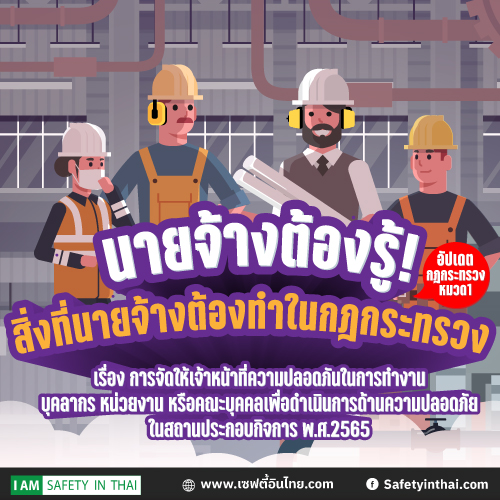 นายจ้างต้องรู้!
อัปเดต
กฎกระทรวง
หมวด1
สิ่งที่นายจ้างต้องทำในกฎกระทรวง
เรื่อง การจัดให้เจ้าหน้าที่ความปลอดภันในการทำงาน
บุคลากร หน่วยงาน หรือคณะบุคคลเพื่อดำเนินการด้านความปลอดภัย
ในสถานประกอบกิจการ พ.ศ.2565
I AM SAFETY IN THAI
www.เซฟตี้อินไทย.com
Safetyinthai.com